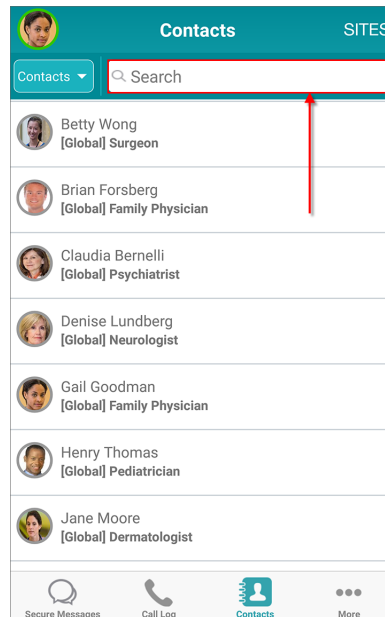 Contacts
SITES
Contacts
Search
Betty Wong
[Global] Surgeon
Brian Forsberg
[Global] Family Physician
Claudia Bernelli
[Global] Psychiatrist
Denise Lundberg
[Global] Neurologist
Gail Goodman
[Global] Family Physician
Henry Thomas
[Global] Pediatrician
Jane Moore
[Global] Dermatologist
Secure Messages
Call Log
Contacts
More